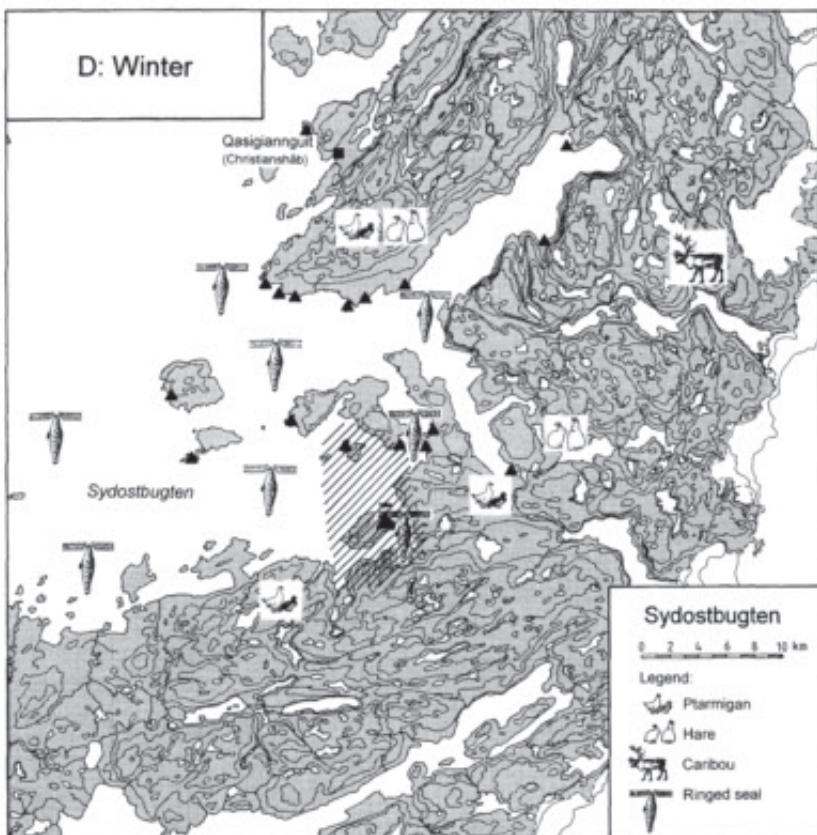 D: Winter
Qasigiannguit
(Christianshåb)
Sydostbugten
Sydostbugten
0 2 4 6 8 10 km
Legend:
Ptarmigan
Hare
Caribou
Ringed seal